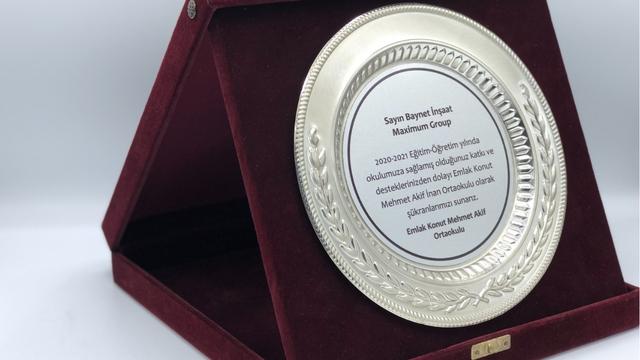 Sayın Baynet İnşaat
Maximum Group
2020-2021 Eğitim-Öğretim yılında
okulumuza sağlamış olduğunuz katkı ve
desteklerinizden dolayı Emlak Konut
Mehmet Akif İnan Ortaokulu olarak
şükranlarımızı sunarız.
Emlak Konut Mehmet Akif
Ortaokulu